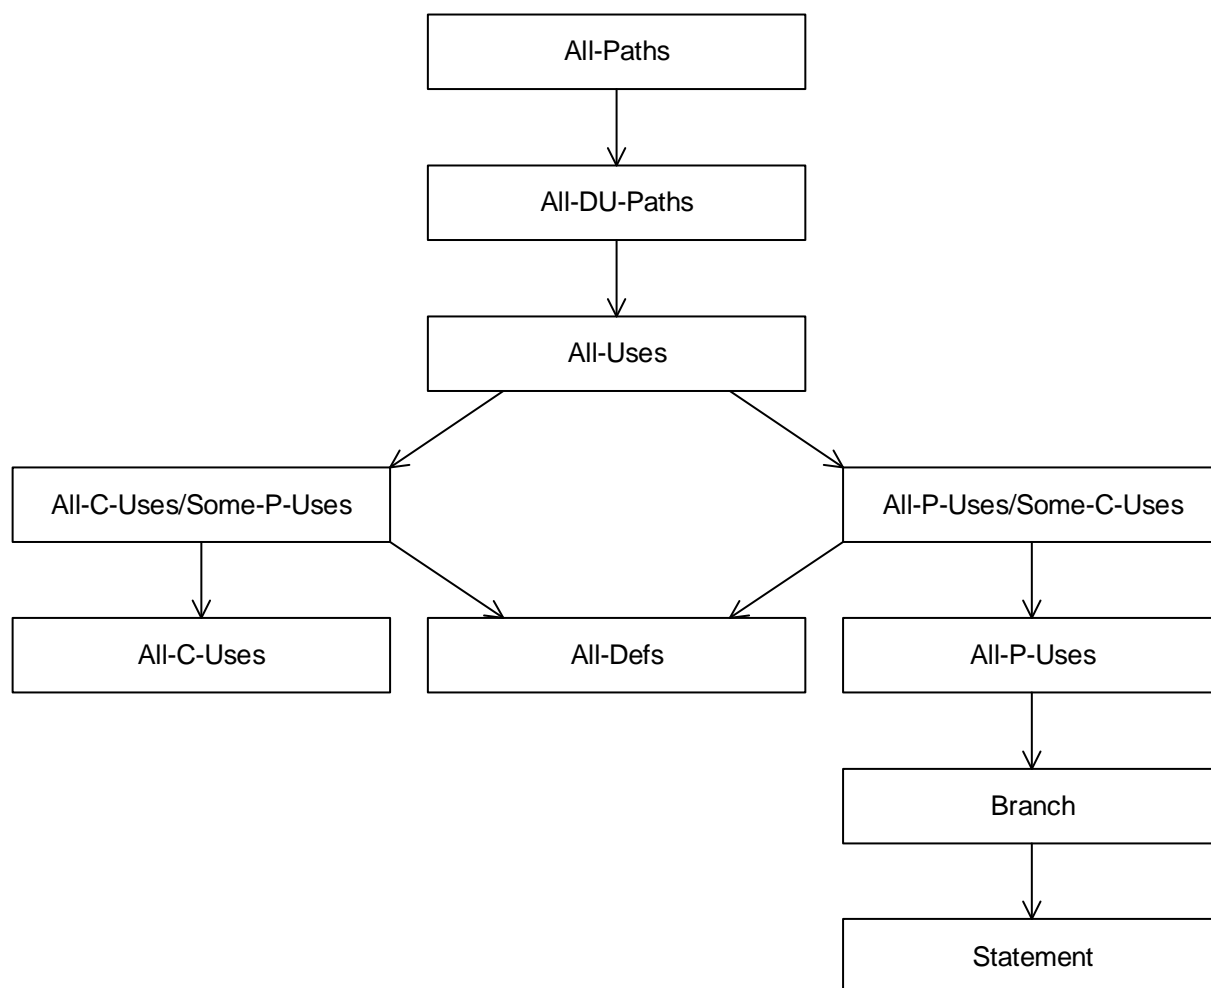 All-Paths
All-DU-Paths
All-Uses
All-C-Uses/Some-P-Uses
All-P-Uses/Some-C-Uses
All-C-Uses
All-Defs
All-P-Uses
Branch
Statement